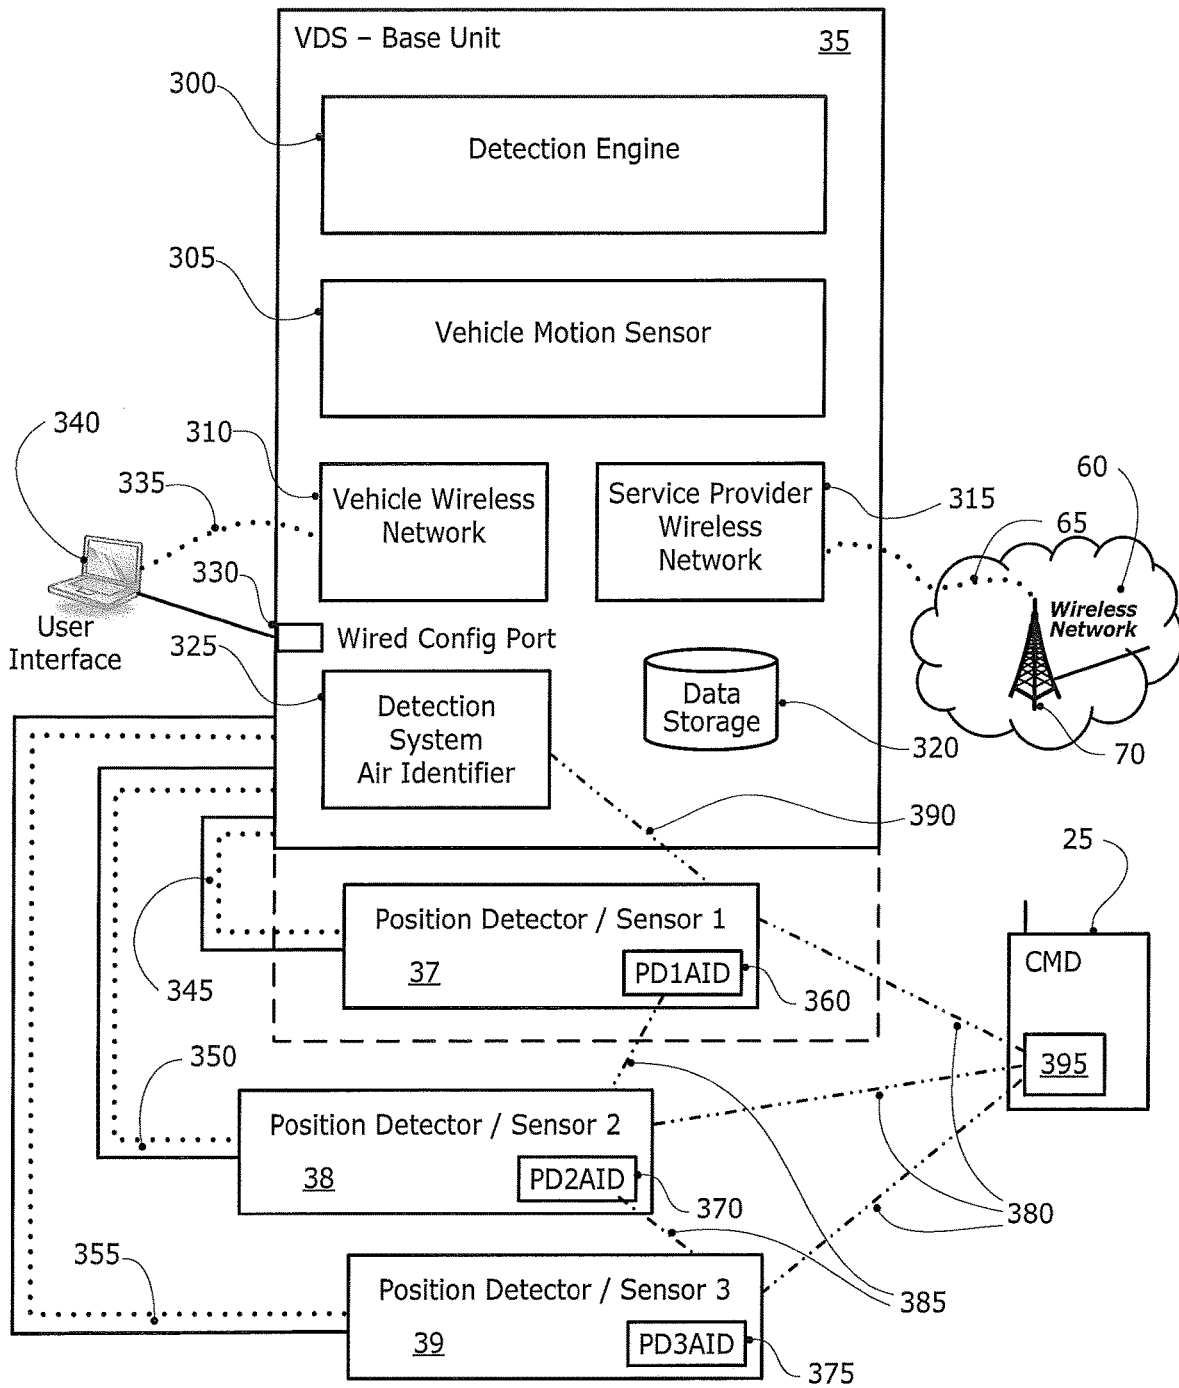 VDS – Base Unit
35
300
Detection Engine
305
Vehicle Motion Sensor
340
310
335
Vehicle Wireless
Network
Service Provider
Wireless
Network
315
60
65
Wireless
Network
70
330
User
Interface
Wired Config Port
325
Detection
System
Air Identifier
Data
Storage
320
390
25
345
Position Detector / Sensor 1
37
PD1AID
360
CMD
395
350
Position Detector / Sensor 2
38
PD2AID
370
380
355
Position Detector / Sensor 3
39
PD3AID
385
375